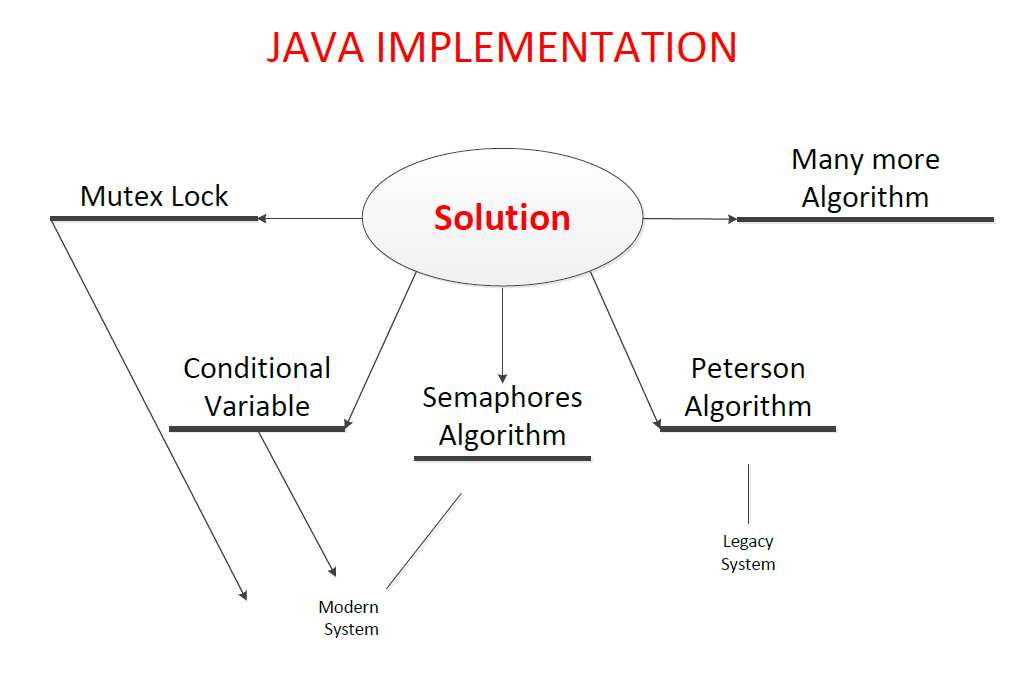 JAVA IMPLEMENTATION
Many more
Algorithm
Mutex Lock
Solution
Conditional
Variable
Semaphores
Algorithm
Peterson
Algorithm
Legacy
System
Modern
System